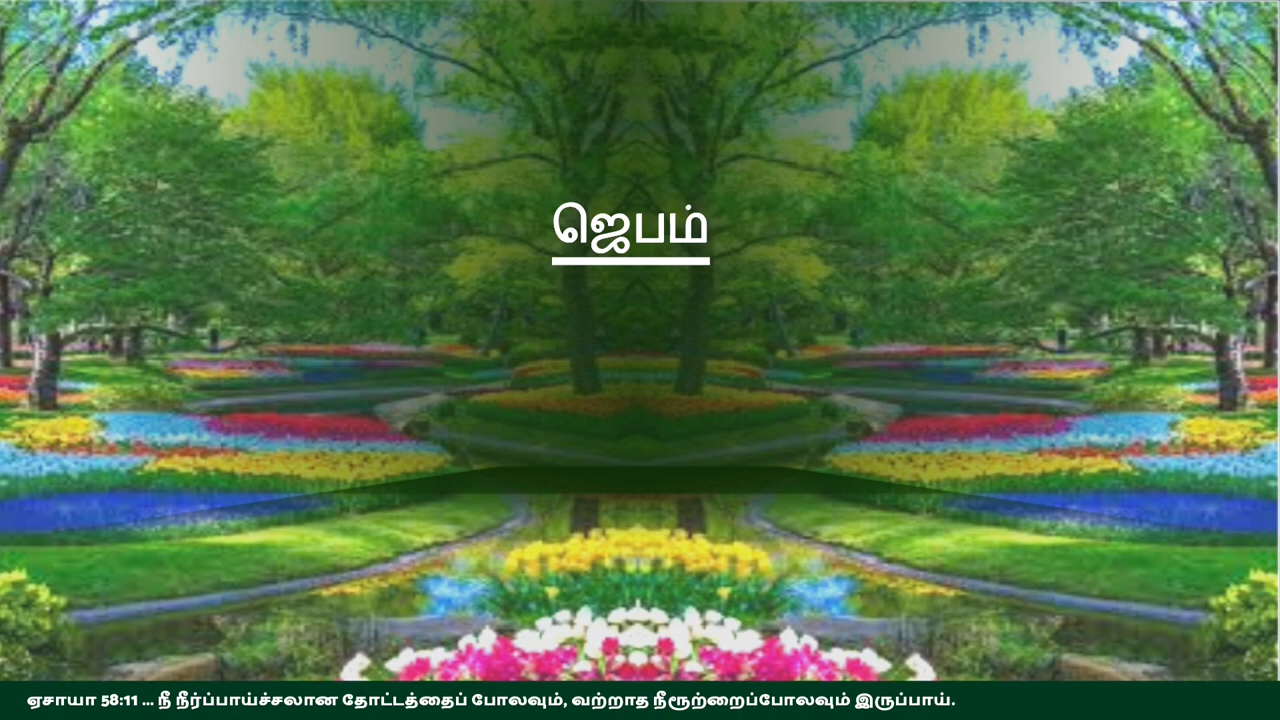 ஜெபம்
ஏசாயா 58:11 ... நீ நீர்ப்பாய்ச்சலான தோட்டத்தைப் போலவும், வற்றாத நீரூற்றைப்போலவும் இருப்பாய்.